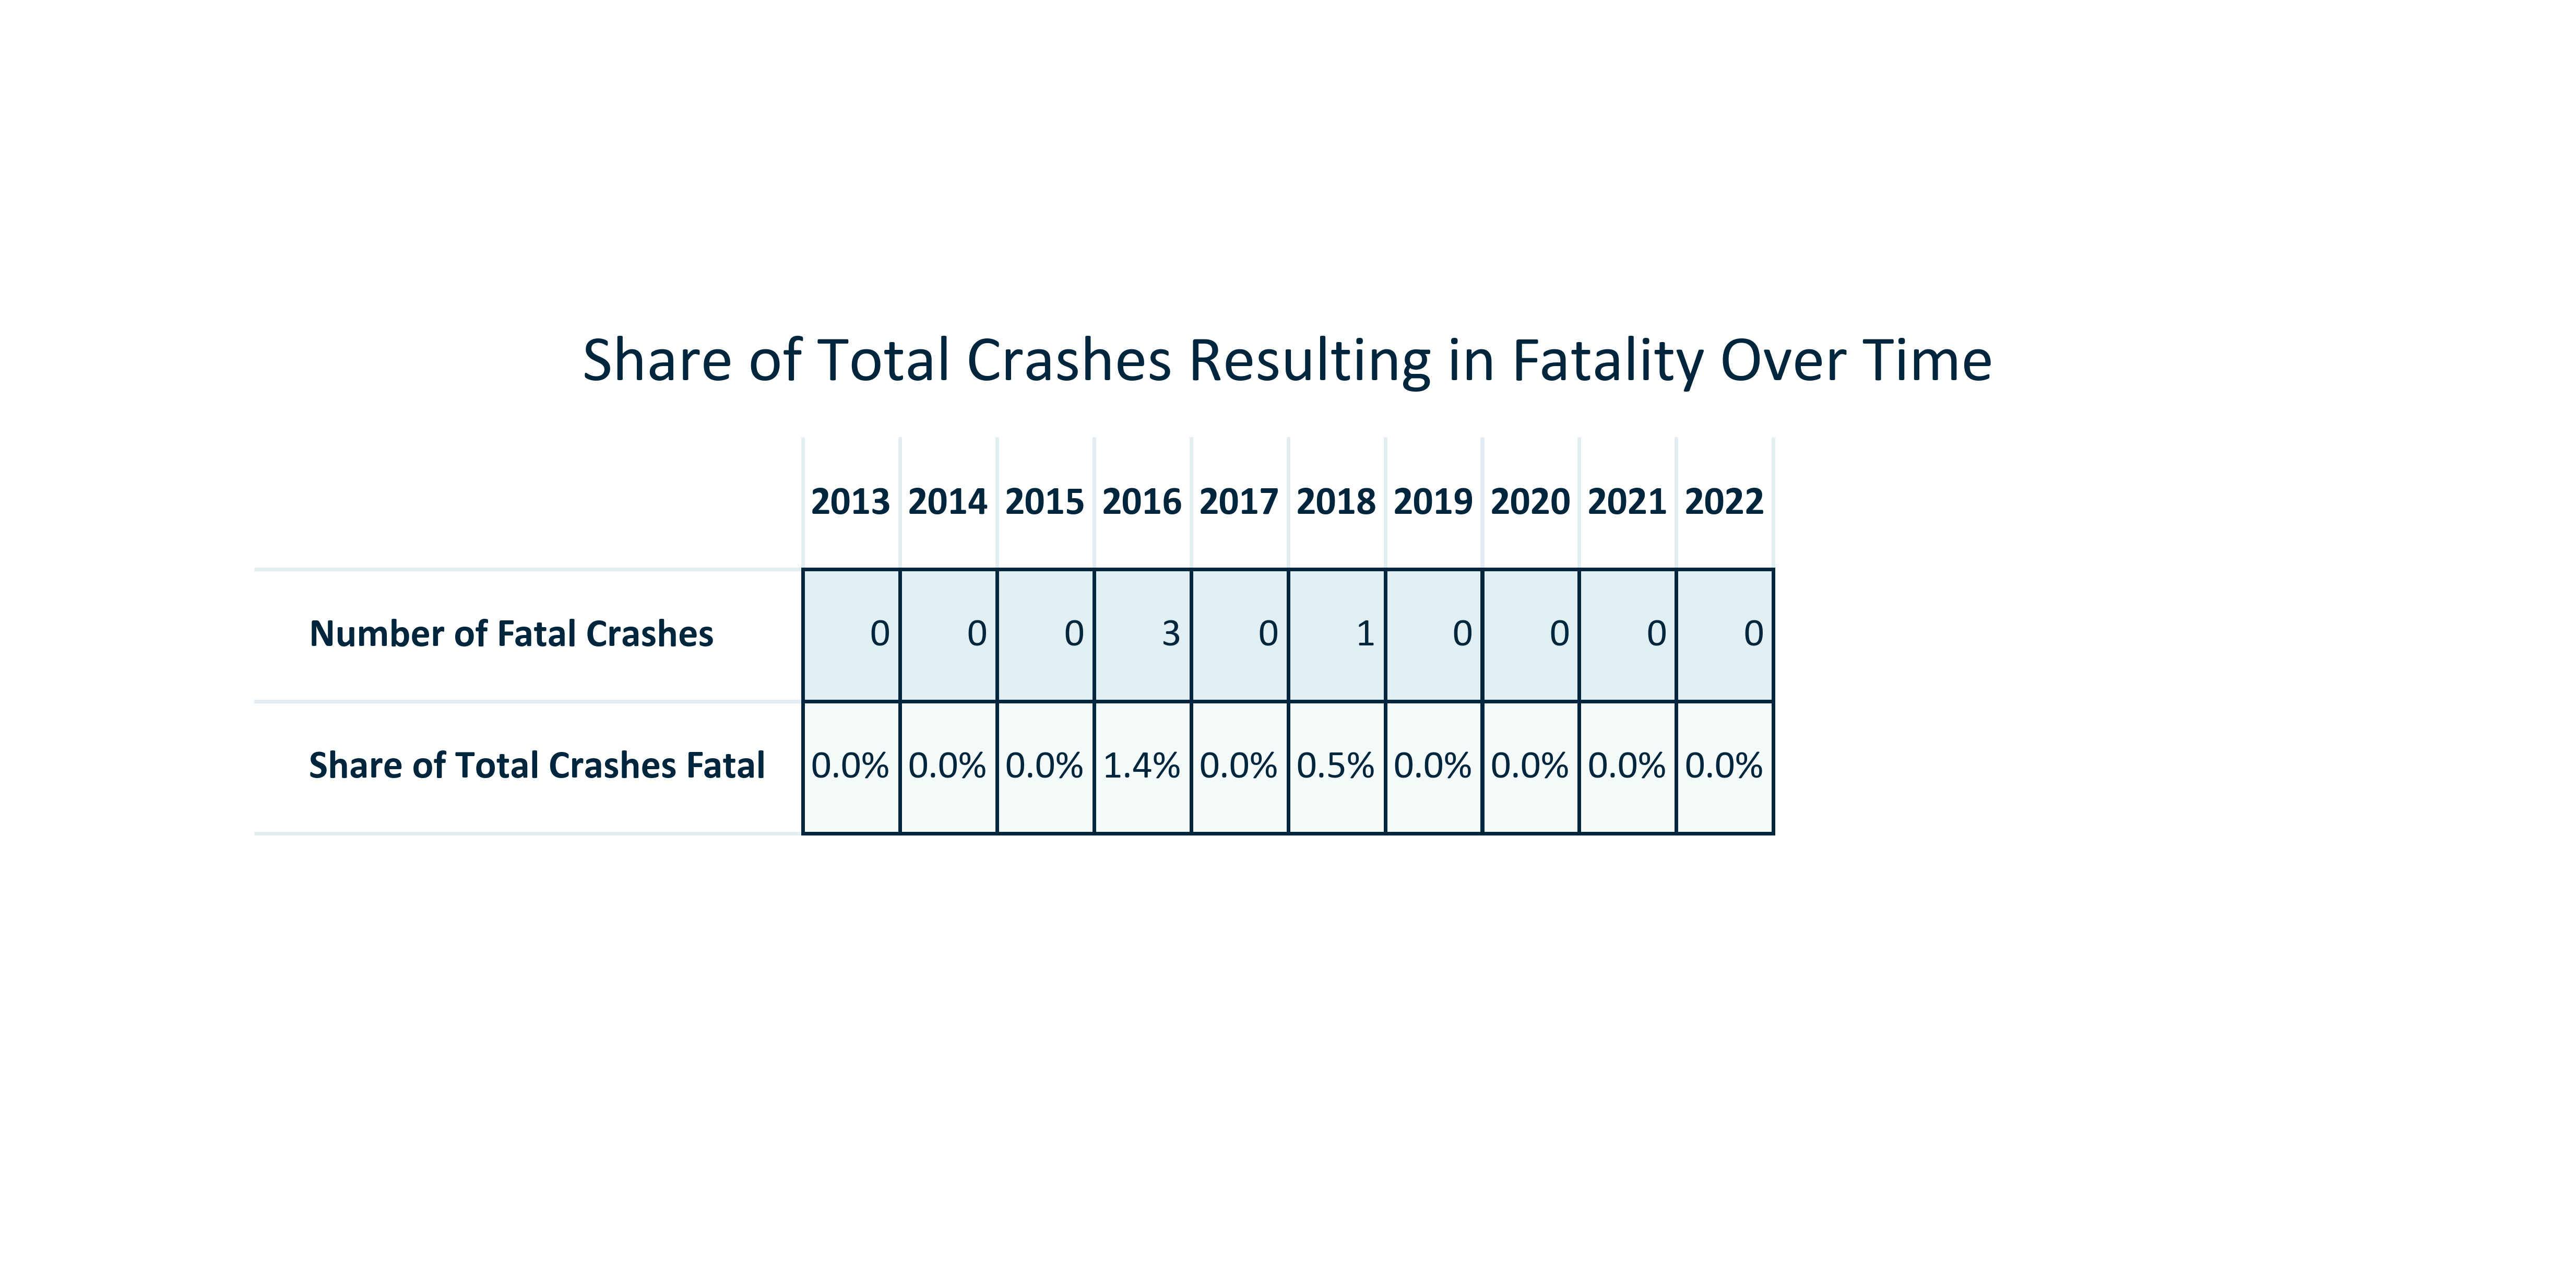 Share of Total Crashes Resulting in Fatality Over Time
2013 2014 2015 2016 2017 2018 2019 2020 2021 2022
Number of Fatal Crashes 0 0 0 3 0 1 0 0 0 0
Share of Total Crashes Fatal 0.0% 0.0% 0.0% 1.4% 0.0% 0.5% 0.0% 0.0% 0.0% 0.0%